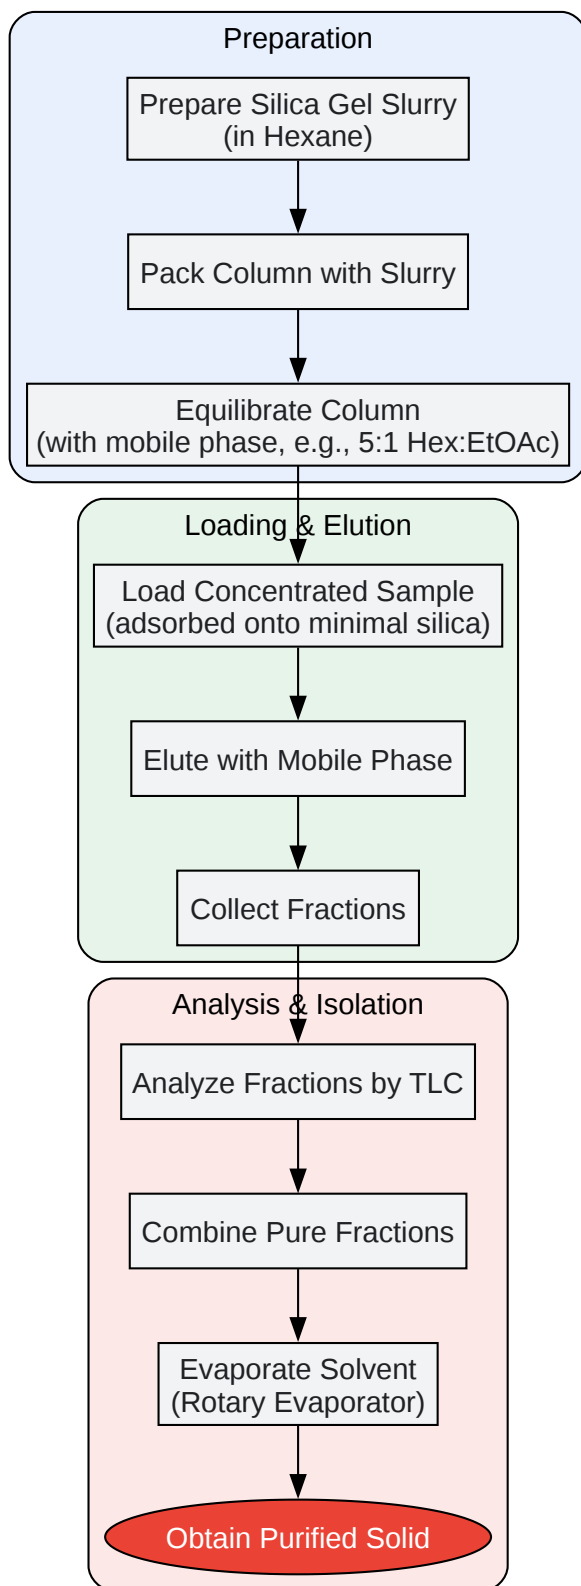 Preparation
Prepare Silica Gel Slurry
(in Hexane)
Pack Column with Slurry
Equilibrate Column
(with mobile phase, e.g., 5:1 Hex:EtOAc)
Loading & Elution
Load Concentrated Sample
(adsorbed onto minimal silica)
Elute with Mobile Phase
Collect Fractions
Analysis & Isolation
Analyze Fractions by TLC
Combine Pure Fractions
Evaporate Solvent
(Rotary Evaporator)
Obtain Purified Solid